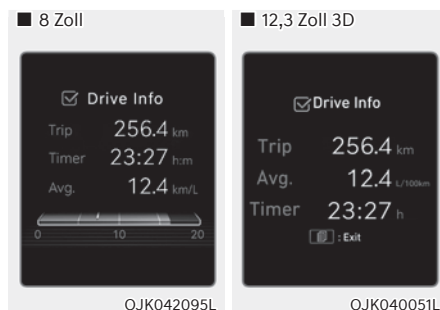 ■ 8 Zoll
Drive Info
Trip 256.4 km
Timer 23:27 h:m
Avg. 12.4 km/L
0 10 20
OJK042095L
■ 12,3 Zoll 3D
Drive Info
Trip 256.4 km
Avg. 12.4 L/100km
Timer 23:27 h
: Exit
OJK040051L